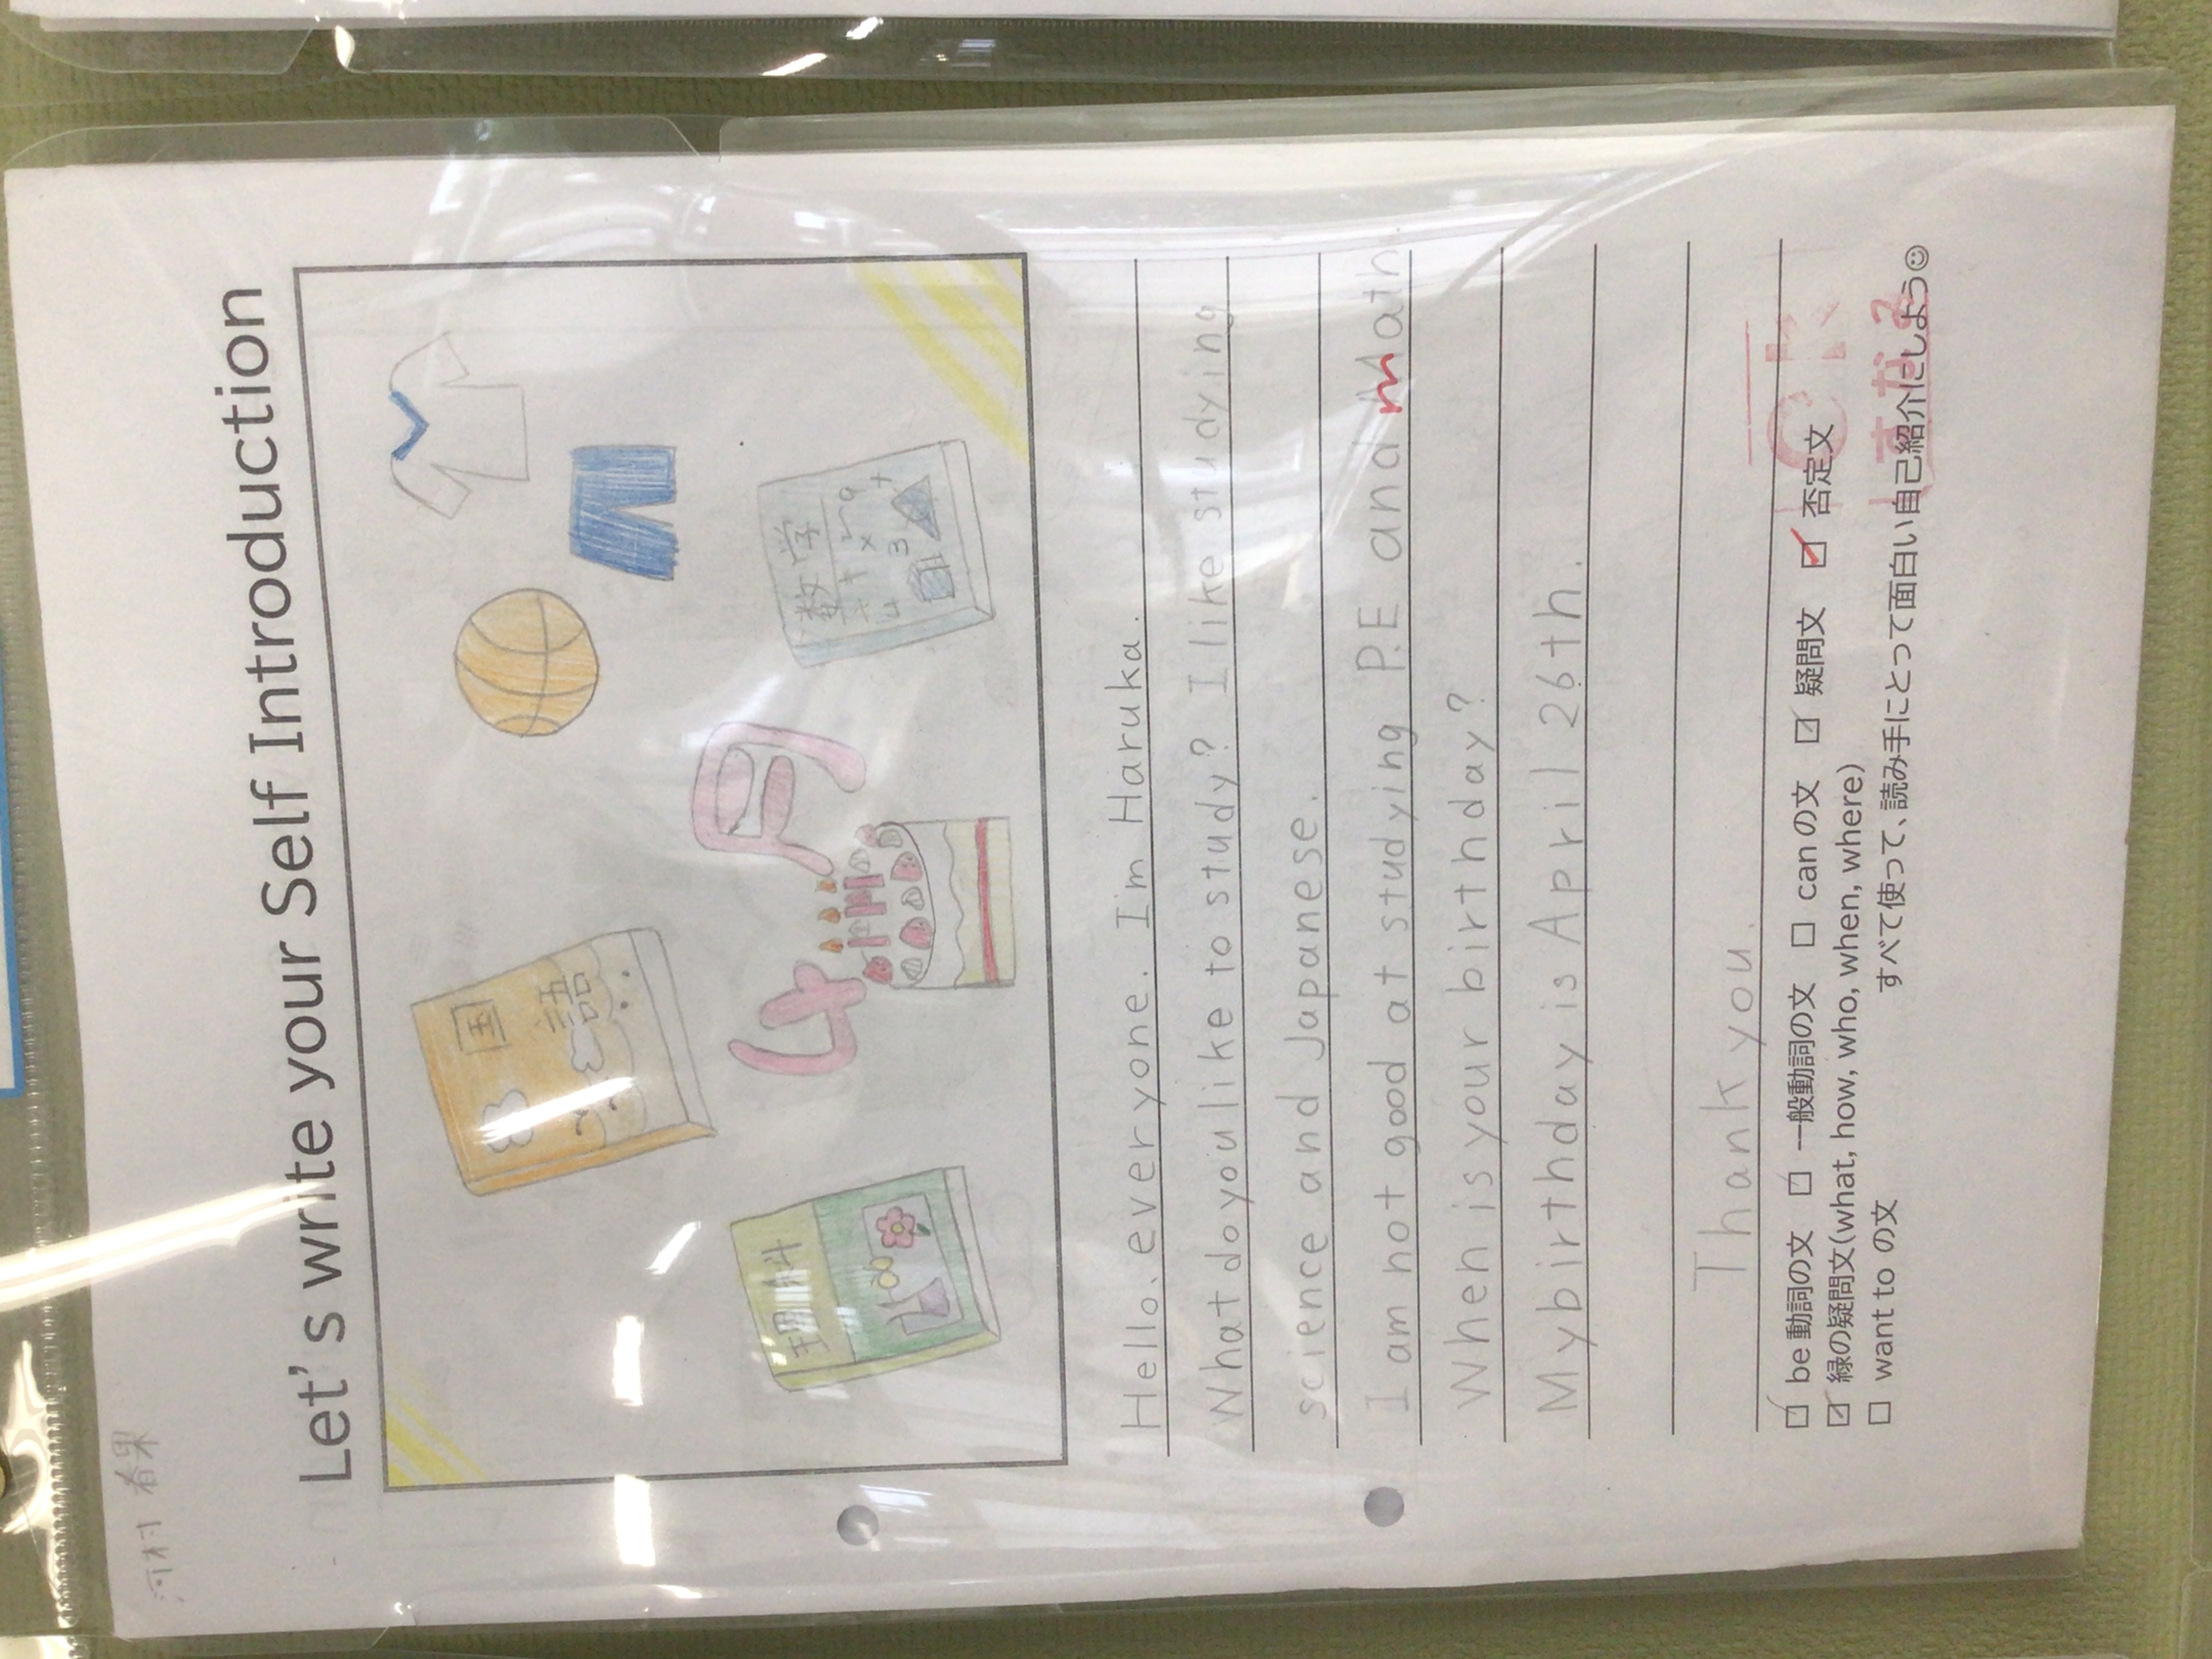 河村 春果
Let's write your Self Introduction
国
語
理科
4月
数学
Hello, everyone. I'm Haruka.
What do you like to study? I like studying
science and Japanese.
I am not good at studying P.E and math
When is your birthday?
My birthday is April 26th.
Thank you.
☑ be動詞の文 ☑ 一般動詞の文 □ canの文 ☑ 疑問文 ☑ 否定文
☑ 緑の疑問文(what, how, who, when, where)
□ want to の文 すべて使って、読み手にとって面白い自己紹介にしよう☺